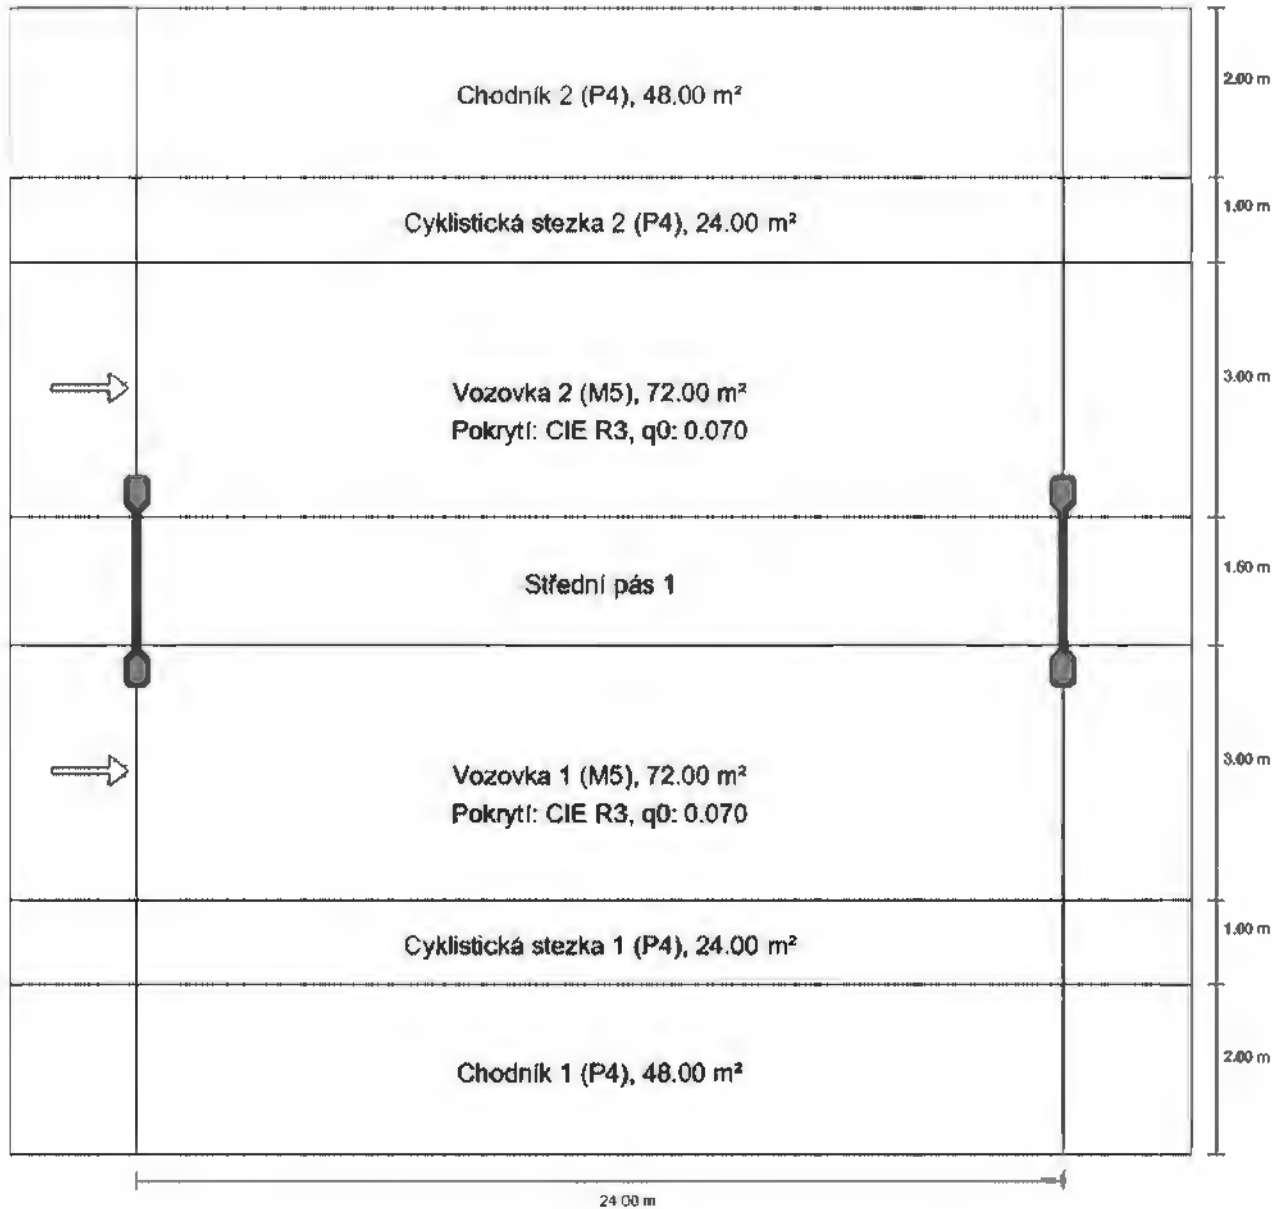 Chodník 2 (P4), 48.00 m²
2.00 m
Cyklistická stezka 2 (P4), 24.00 m²
1.00 m
Vozovka 2 (M5), 72.00 m²
Pokrytí: CIE R3, q0: 0.070
3.00 m
Střední pás 1
1.50 m
Vozovka 1 (M5), 72.00 m²
Pokrytí: CIE R3, q0: 0.070
3.00 m
Cyklistická stezka 1 (P4), 24.00 m²
1.00 m
Chodník 1 (P4), 48.00 m²
2.00 m
24.00 m